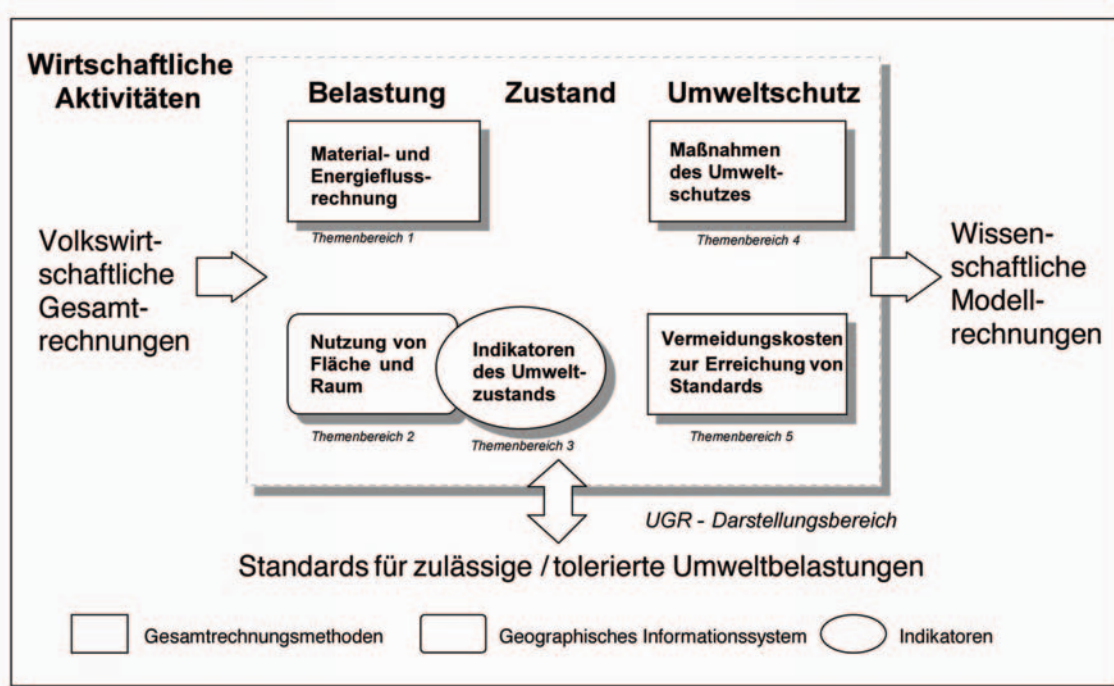 Wirtschaftliche
Aktivitäten
Belastung
Zustand
Umweltschutz
Material- und
Energiefluss-
rechnung
Themenbereich 1
Maßnahmen
des Umwelt-
schutzes
Themenbereich 4
Volkswirt-
schaftliche
Gesamt-
rechnungen
Wissen-
schaftliche
Modell-
rechnungen
Nutzung von
Fläche und
Raum
Themenbereich 2
Indikatoren
des Umwelt-
zustands
Themenbereich 3
Vermeidungskosten
zur Erreichung von
Standards
Themenbereich 5
UGR - Darstellungsbereich
Standards für zulässige / tolerierte Umweltbelastungen
Gesamtrechnungsmethoden
Geographisches Informationssystem
Indikatoren